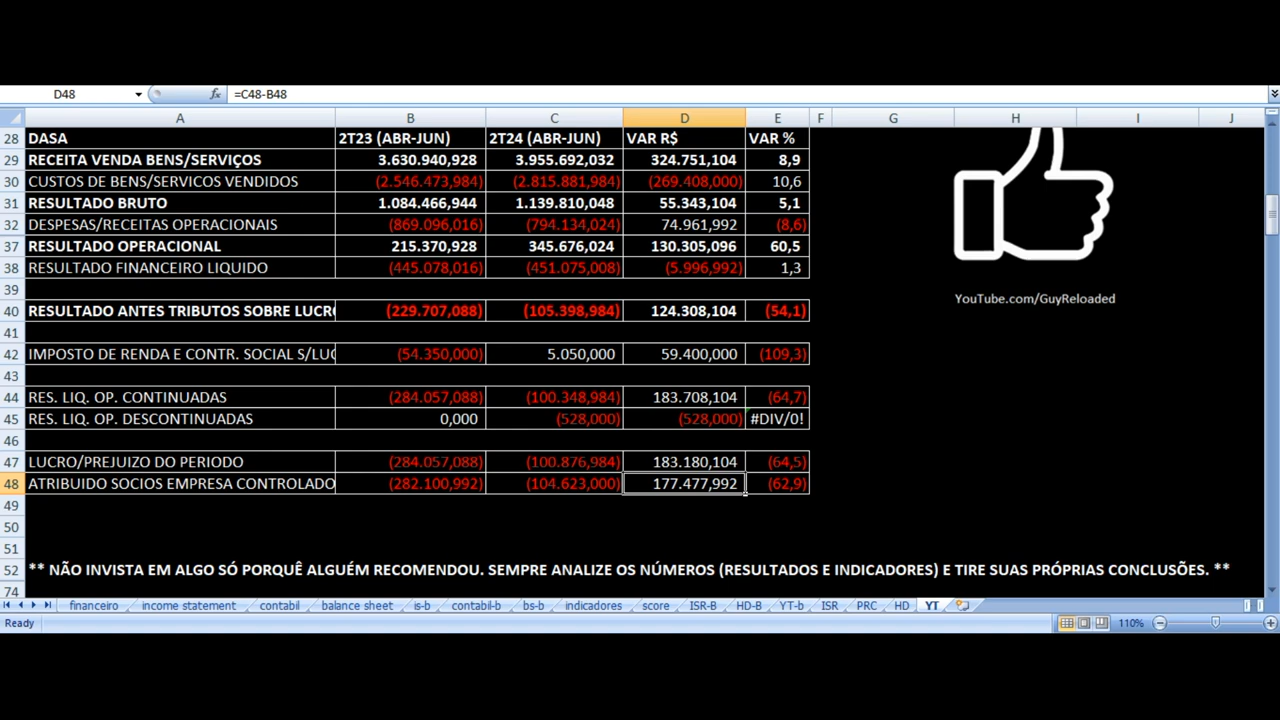 D48 fx =C48-B48
A B C D E F G H I J
28 DASA 2T23 (ABR-JUN) 2T24 (ABR-JUN) VAR R$ VAR %
29 RECEITA VENDA BENS/SERVIÇOS 3.630.940,928 3.955.692,032 324.751,104 8,9
30 CUSTOS DE BENS/SERVICOS VENDIDOS (2.546.473,984) (2.815.881,984) (269.408,000) 10,6
31 RESULTADO BRUTO 1.084.466,944 1.139.810,048 55.343,104 5,1
32 DESPESAS/RECEITAS OPERACIONAIS (869.096,016) (794.134,024) 74.961,992 (8,6)
37 RESULTADO OPERACIONAL 215.370,928 345.676,024 130.305,096 60,5
38 RESULTADO FINANCEIRO LIQUIDO (445.078,016) (451.075,008) (5.996,992) 1,3
39
40 RESULTADO ANTES TRIBUTOS SOBRE LUCRO (229.707,088) (105.398,984) 124.308,104 (54,1)
41
42 IMPOSTO DE RENDA E CONTR. SOCIAL S/LUC (54.350,000) 5.050,000 59.400,000 (109,3)
43
44 RES. LIQ. OP. CONTINUADAS (284.057,088) (100.348,984) 183.708,104 (64,7)
45 RES. LIQ. OP. DESCONTINUADAS 0,000 (528,000) (528,000) #DIV/0!
46
47 LUCRO/PREJUIZO DO PERIODO (284.057,088) (100.876,984) 183.180,104 (64,5)
48 ATRIBUIDO SOCIOS EMPRESA CONTROLADO (282.100,992) (104.623,000) 177.477,992 (62,9)
49
50
51
52 ** NÃO INVISTA EM ALGO SÓ PORQUÊ ALGUÉM RECOMENDOU. SEMPRE ANALIZE OS NÚMEROS (RESULTADOS E INDICADORES) E TIRE SUAS PRÓPRIAS CONCLUSÕES. **
74
YouTube.com/GuyReloaded
financeiro income statement contabil balance sheet is-b contabil-b bs-b indicadores score ISR-B HD-B YT-b ISR PRC HD YT
Ready 110%